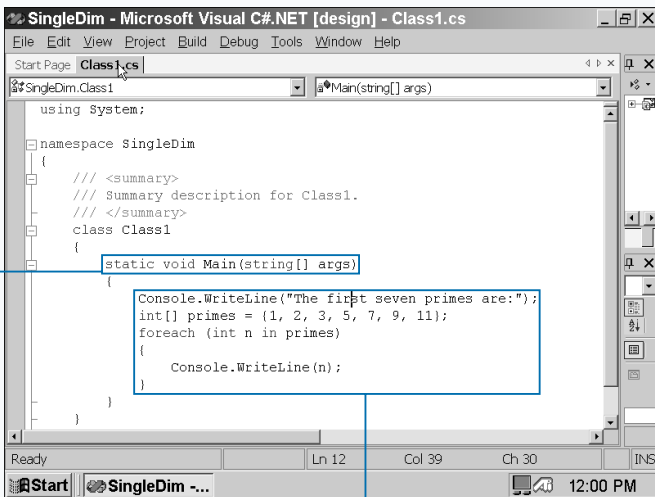 SingleDim - Microsoft Visual C#.NET [design] - Class1.cs
File Edit View Project Build Debug Tools Window Help
Start Page Class1.cs
SingleDim.Class1 Main(string[] args)
using System;
namespace SingleDim
{
/// <summary>
/// Summary description for Class1.
/// </summary>
class Class1
{
static void Main(string[] args)
{
Console.WriteLine("The first seven primes are:");
int[] primes = {1, 2, 3, 5, 7, 9, 11};
foreach (int n in primes)
{
Console.WriteLine(n);
}
}
}
Ready Ln 12 Col 39 Ch 30 INS
Start SingleDim -... 12:00 PM